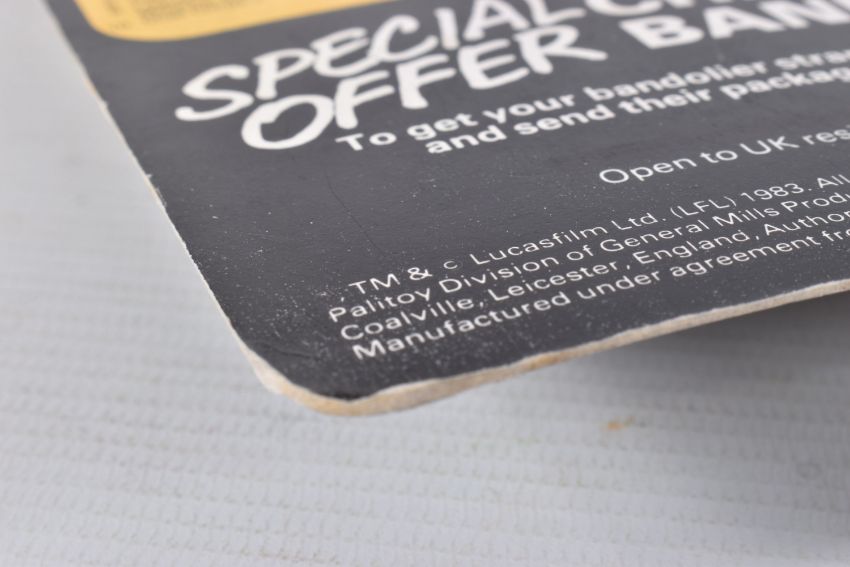 SPECIAL
OFFER BAN
To get your bandolier stra
and send their packag
Open to UK res
TM & c Lucasfilm Ltd. (LFL) 1983. All
Palitoy Division of General Mills Prod
Coalville, Leicester, England, Author
Manufactured under agreement fr